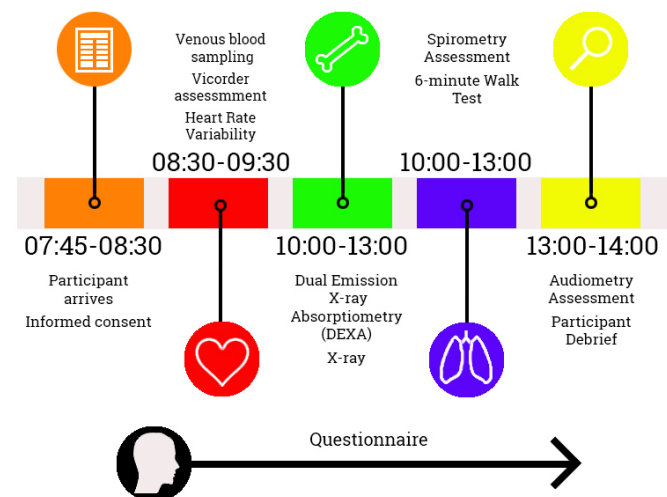 Venous blood
sampling
Vicorder
assessmment
Heart Rate
Variability
08:30-09:30
Spirometry
Assessment
6-minute Walk
Test
10:00-13:00
07:45-08:30
Participant
arrives
Informed consent
10:00-13:00
Dual Emission
X-ray
Absorptiometry
(DEXA)
X-ray
13:00-14:00
Audiometry
Assessment
Participant
Debrief
Questionnaire